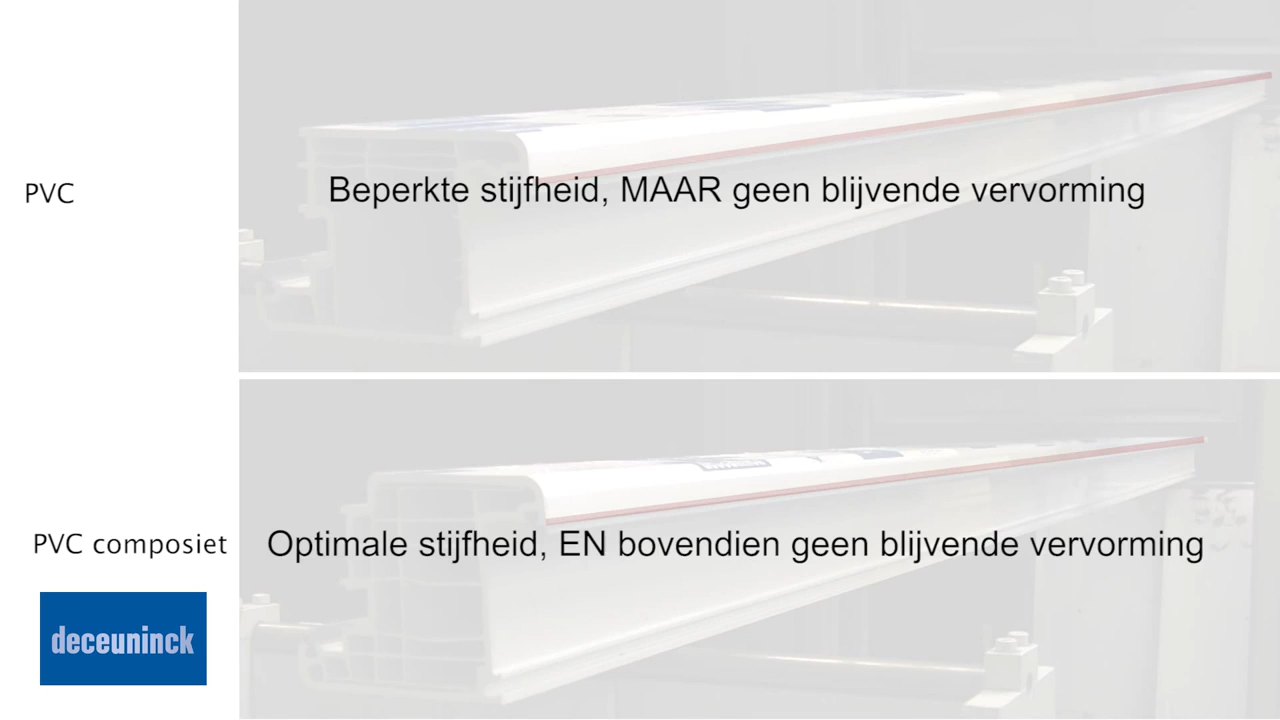 PVC
Beperkte stijfheid, MAAR geen blijvende vervorming
PVC composiet
Optimale stijfheid, EN bovendien geen blijvende vervorming
deceuninck